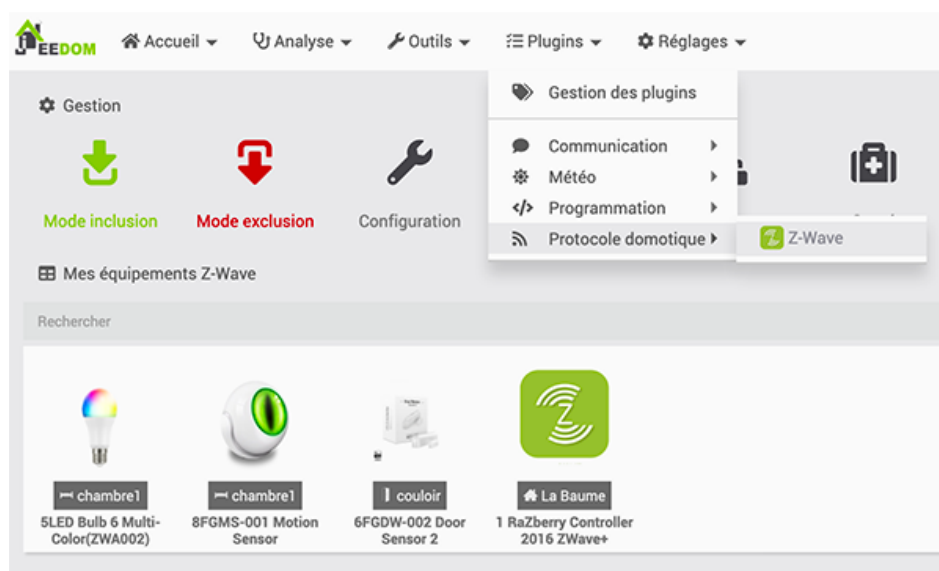 JEEDOM
Accueil
Analyse
Outils
Plugins
Réglages
Gestion
Gestion des plugins
Communication
Météo
Programmation
Protocole domotique
Z-Wave
Mode inclusion
Mode exclusion
Configuration
Mes équipements Z-Wave
Rechercher
chambre1
5LED Bulb 6 Multi-
Color(ZWA002)
chambre1
8FGMS-001 Motion
Sensor
couloir
6FGDW-002 Door
Sensor 2
La Baume
1 RaZberry Controller
2016 ZWave+